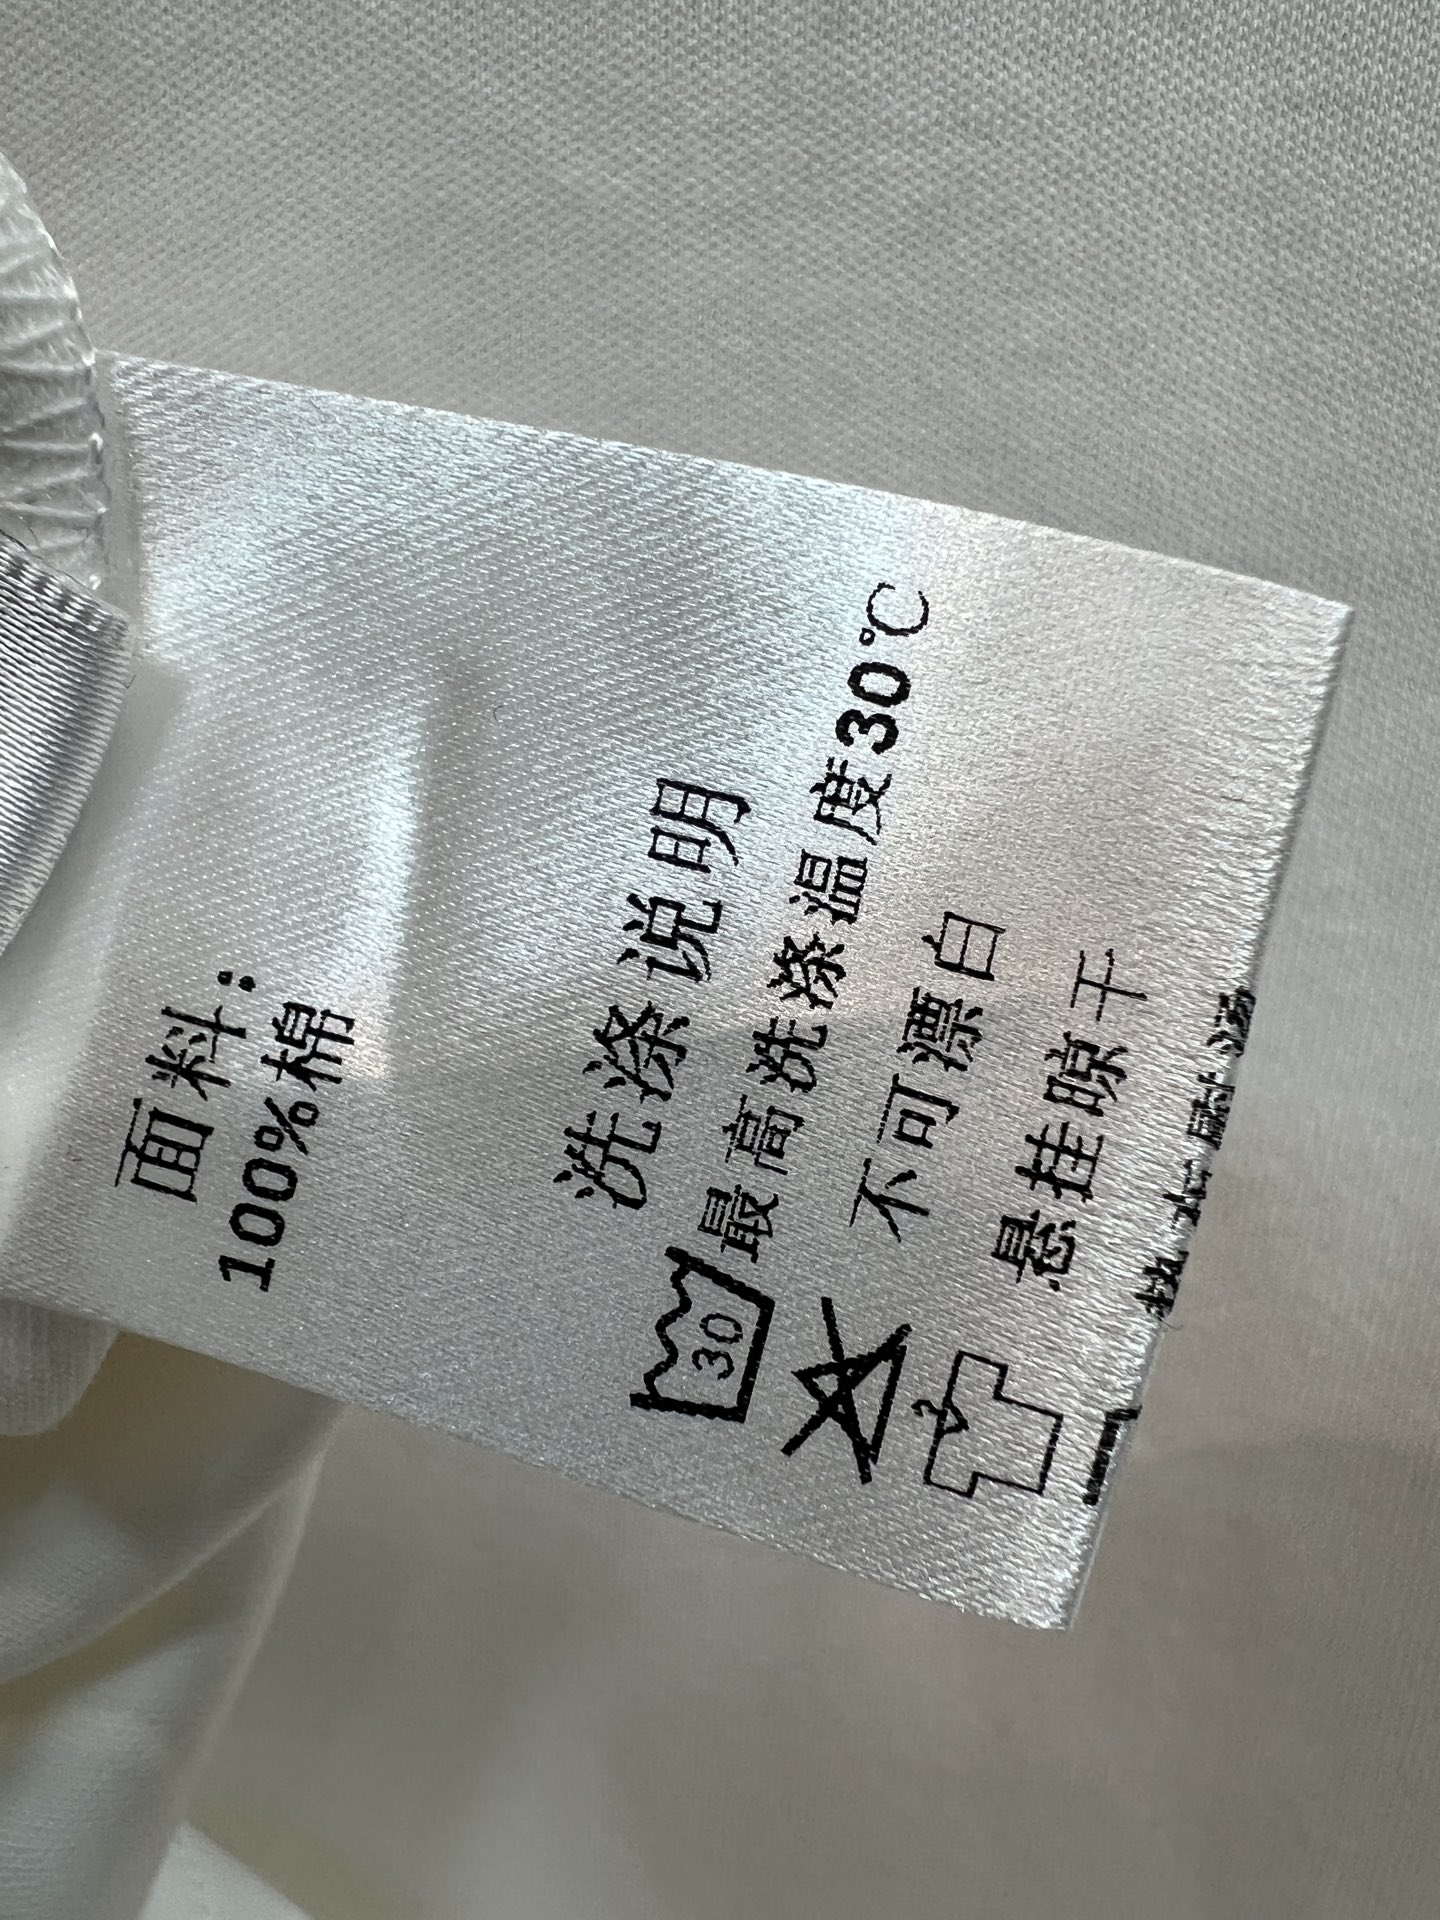 面料：
100%棉
洗涤说明
30 最高洗涤温度30℃
不可漂白
悬挂晾干